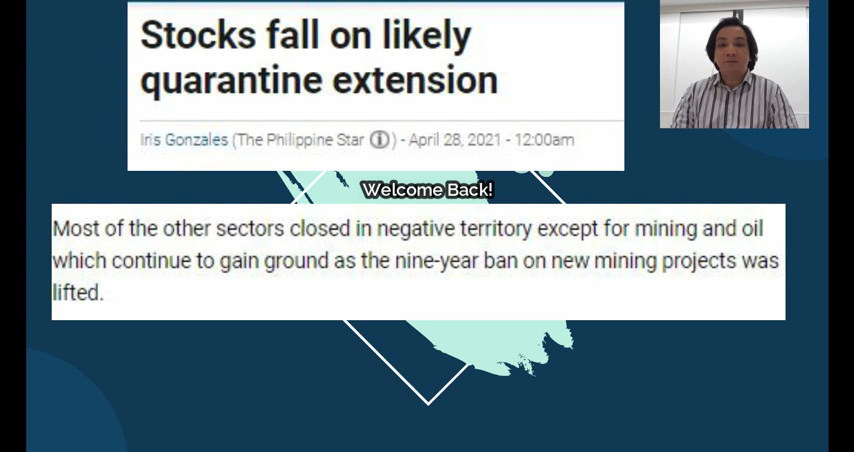 Stocks fall on likely
quarantine extension
Iris Gonzales (The Philippine Star ) - April 28, 2021 - 12:00am
Welcome Back!
Most of the other sectors closed in negative territory except for mining and oil
which continue to gain ground as the nine-year ban on new mining projects was
lifted.